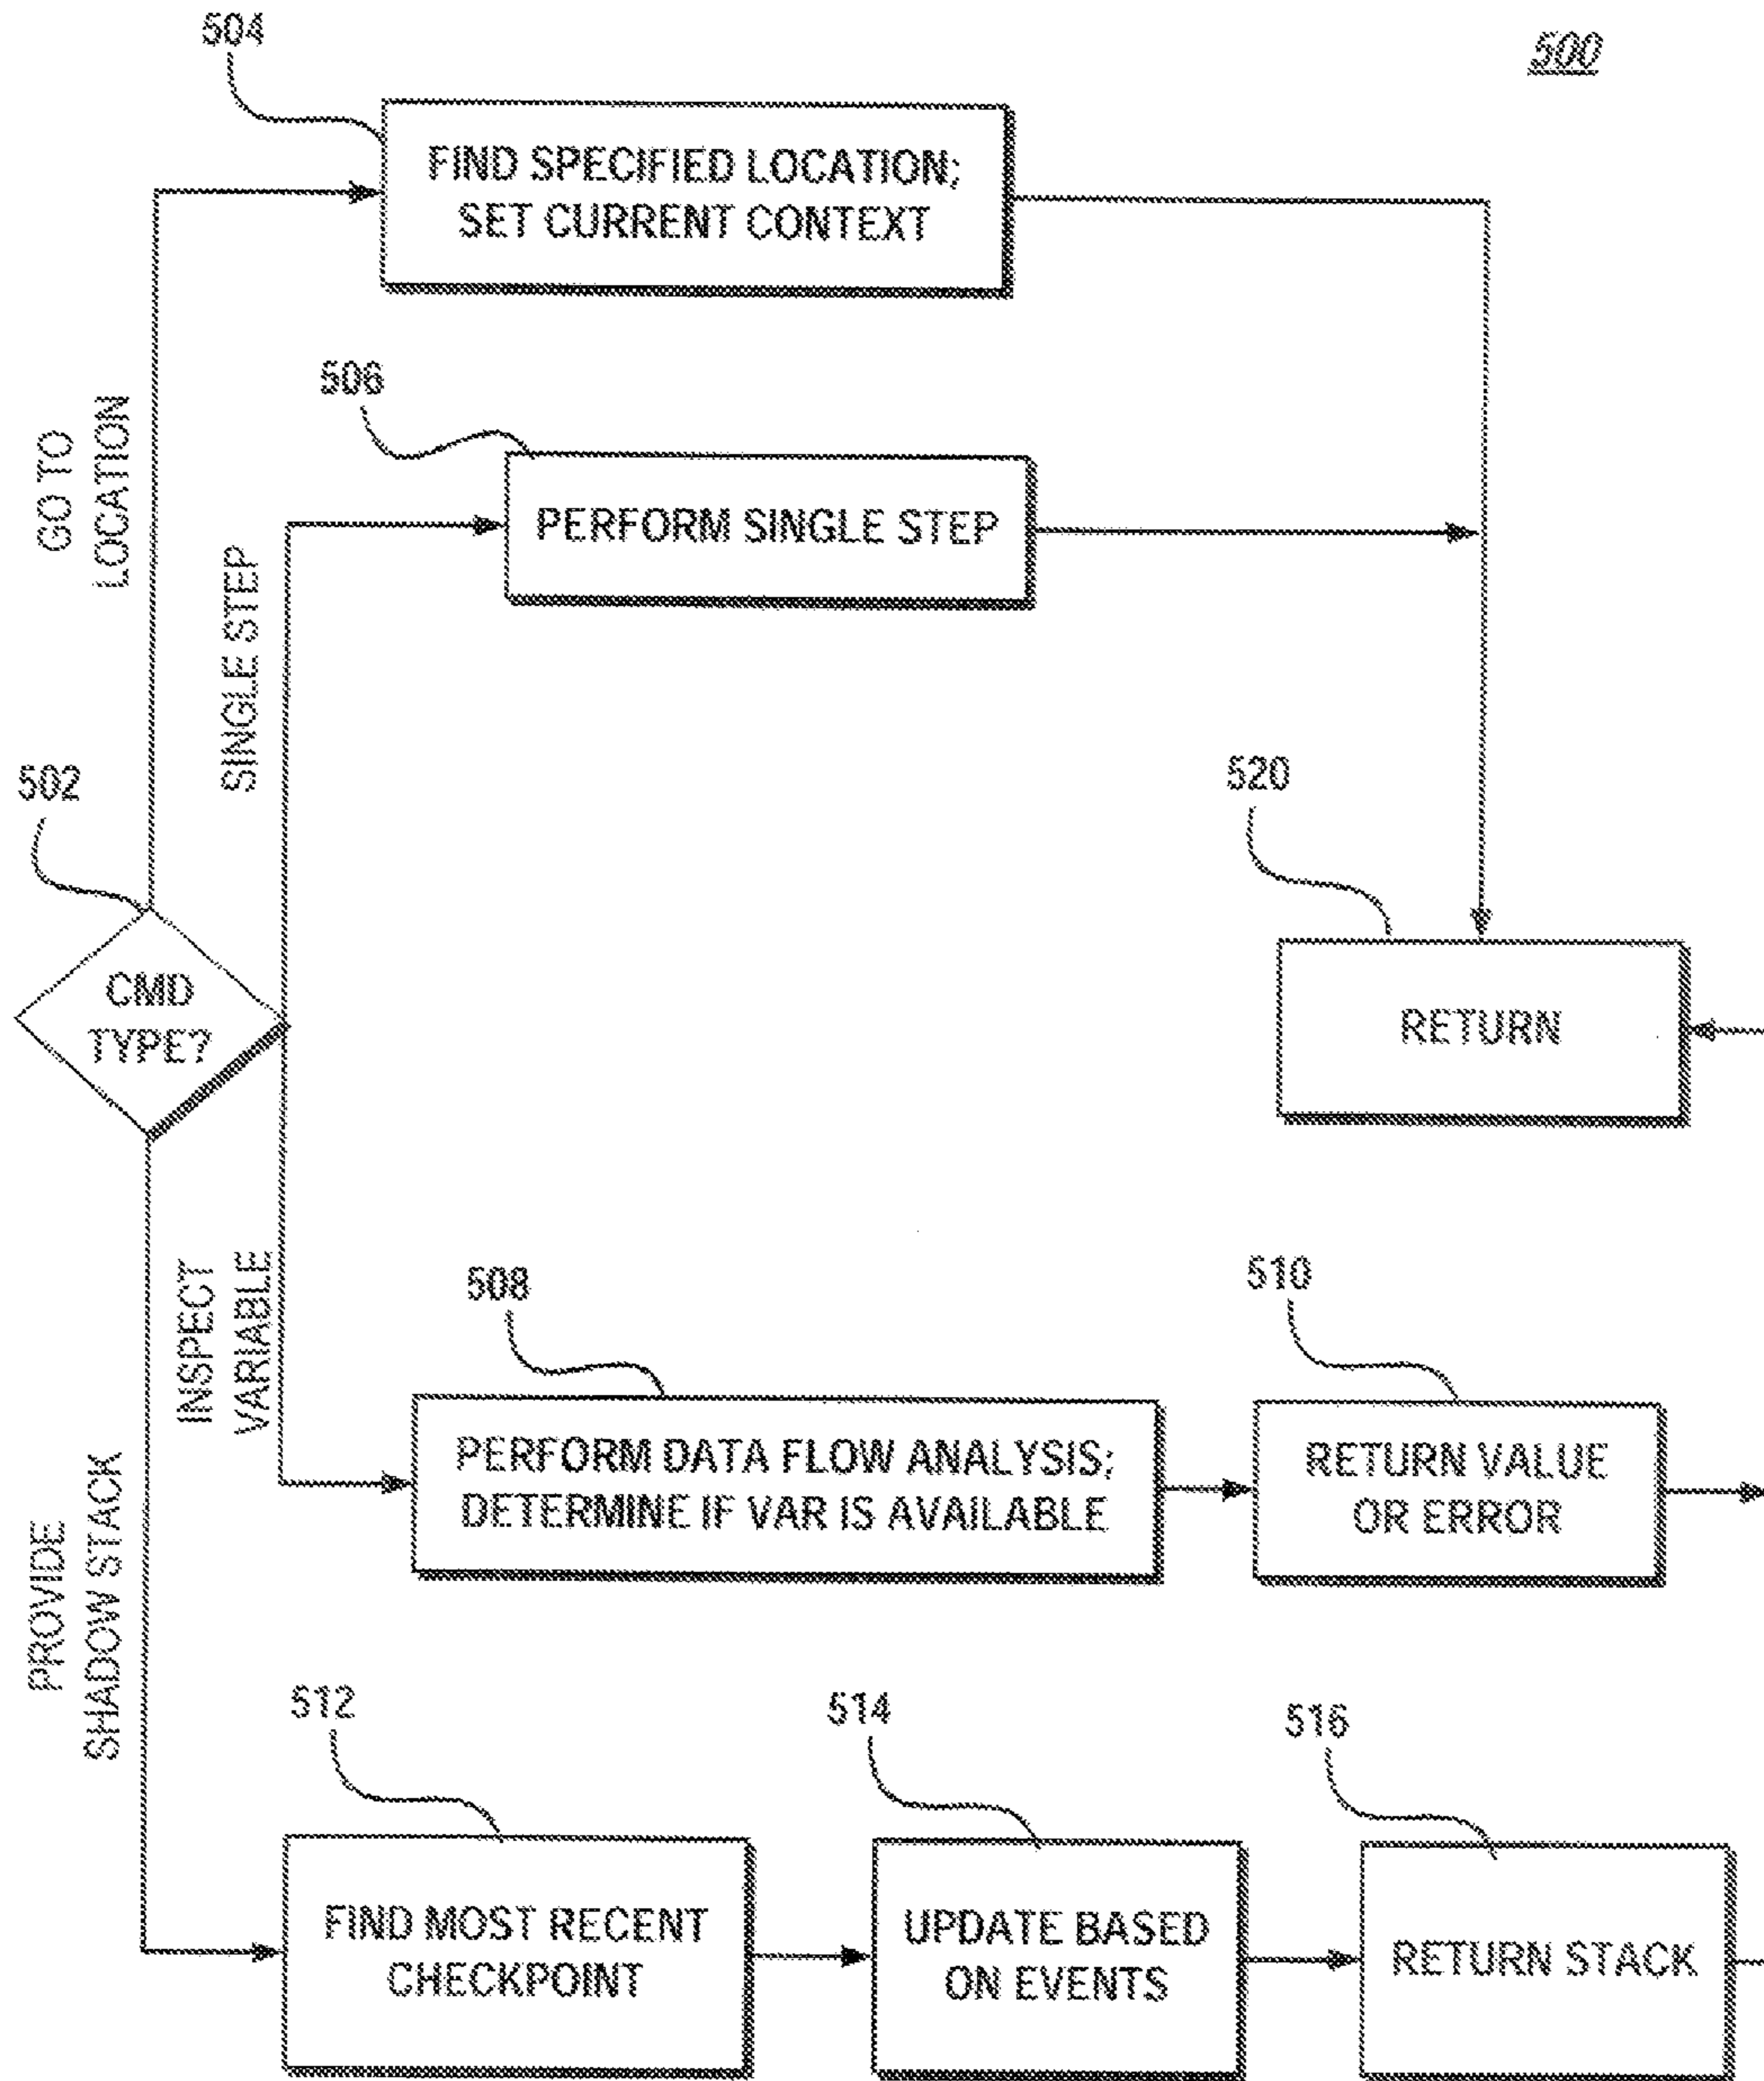 504
500
FIND SPECIFIED LOCATION;
SET CURRENT CONTEXT
506
GO TO
LOCATION
PERFORM SINGLE STEP
SINGLE STEP
502
520
CMD
TYPE?
RETURN
INSPECT
VARIABLE
508
510
PERFORM DATA FLOW ANALYSIS;
DETERMINE IF VAR IS AVAILABLE
RETURN VALUE
OR ERROR
PROVIDE
SHADOW STACK
512
514
516
FIND MOST RECENT
CHECKPOINT
UPDATE BASED
ON EVENTS
RETURN STACK